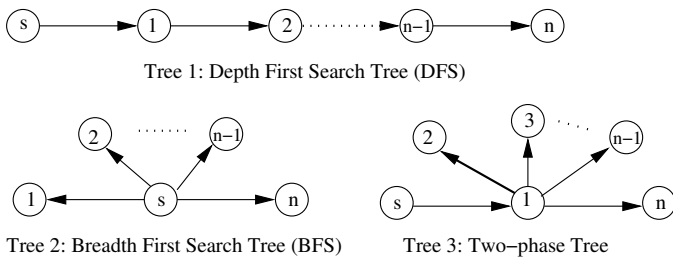 s 1 2 n−1 n
Tree 1: Depth First Search Tree (DFS)
2 n−1
1 s n
Tree 2: Breadth First Search Tree (BFS)
3
2 n−1
s 1 n
Tree 3: Two−phase Tree